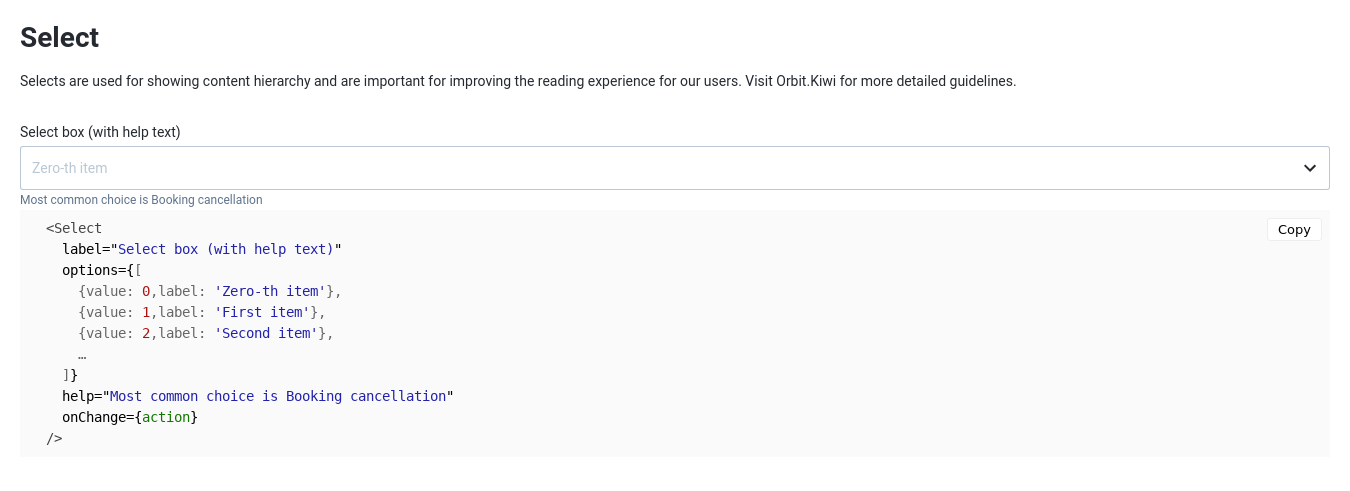 Select
Selects are used for showing content hierarchy and are important for improving the reading experience for our users. Visit Orbit.Kiwi for more detailed guidelines.
Select box (with help text)
Zero-th item
Most common choice is Booking cancellation
<Select
Copy
label="Select box (with help text)"
options={[
{value: 0,label: 'Zero-th item'},
{value: 1,label: 'First item'},
{value: 2,label: 'Second item'},
…
]}
help="Most common choice is Booking cancellation"
onChange={action}
/>